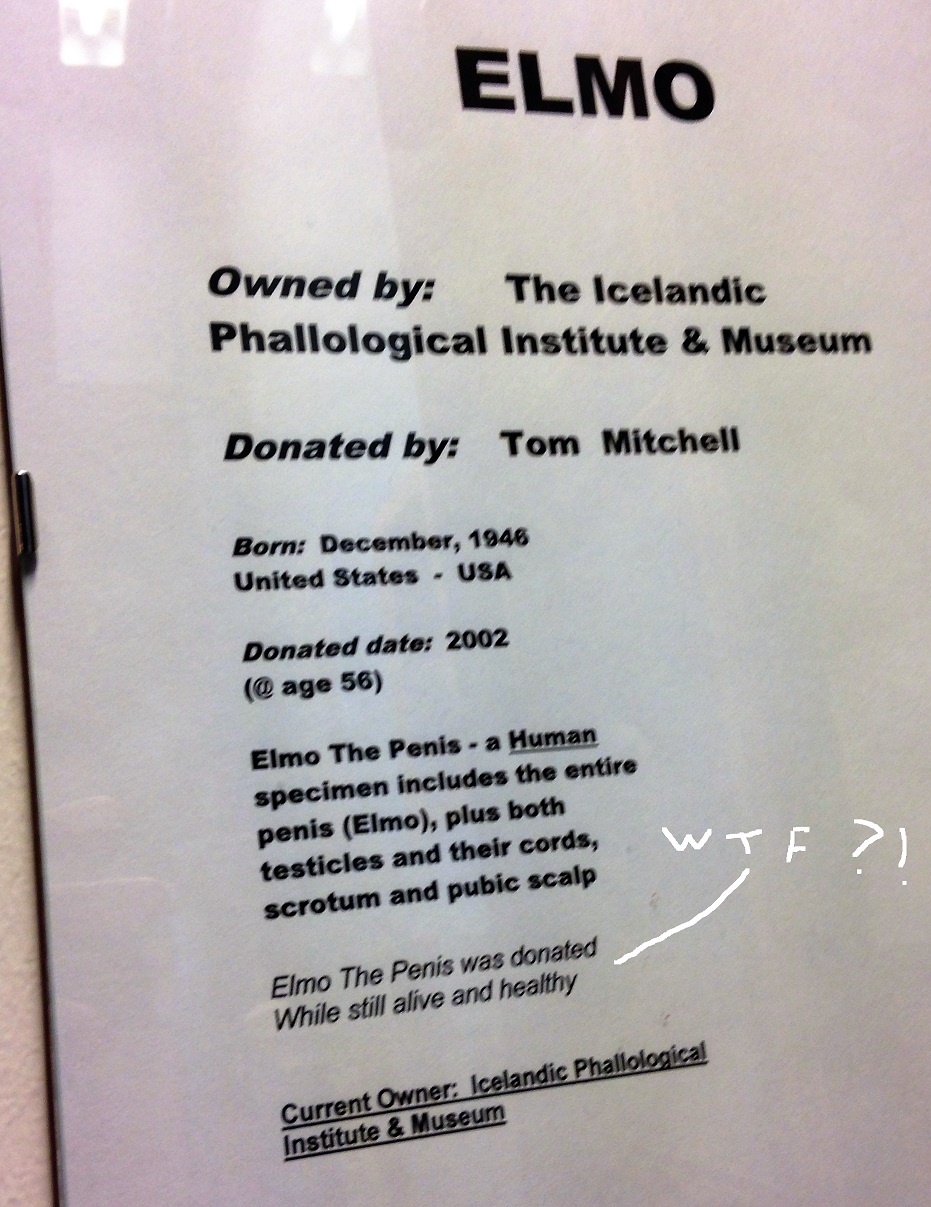 ELMO
Owned by: The Icelandic
Phallological Institute & Museum
Donated by: Tom Mitchell
Born: December, 1946
United States - USA
Donated date: 2002
(@ age 56)
Elmo The Penis - a Human
specimen includes the entire
penis (Elmo), plus both
testicles and their cords,
scrotum and pubic scalp
WTF?!
Elmo The Penis was donated
While still alive and healthy
Current Owner: Icelandic Phallological
Institute & Museum